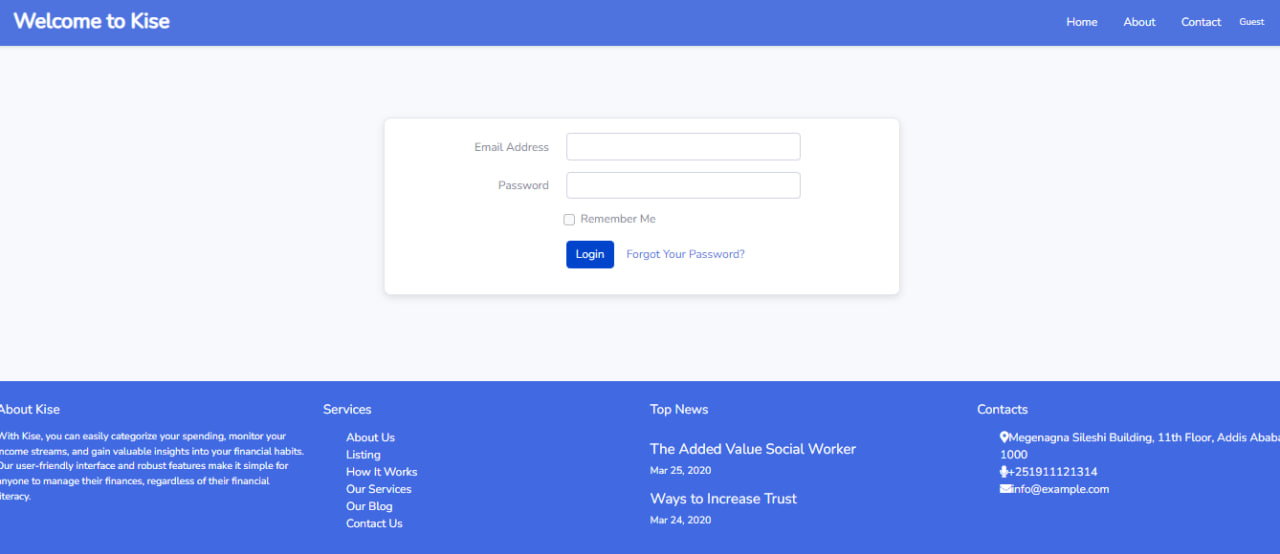 Welcome to Kise
Home About Contact Guest
Email Address
Password
Remember Me
Login Forgot Your Password?
About Kise
With Kise, you can easily categorize your spending, monitor your
income streams, and gain valuable insights into your financial habits.
Our user-friendly interface and robust features make it simple for
anyone to manage their finances, regardless of their financial
literacy.
Services
About Us
Listing
How It Works
Our Services
Our Blog
Contact Us
Top News
The Added Value Social Worker
Mar 25, 2020
Ways to Increase Trust
Mar 24, 2020
Contacts
Megenagna Sileshi Building, 11th Floor, Addis Ababa
1000
+251911121314
info@example.com